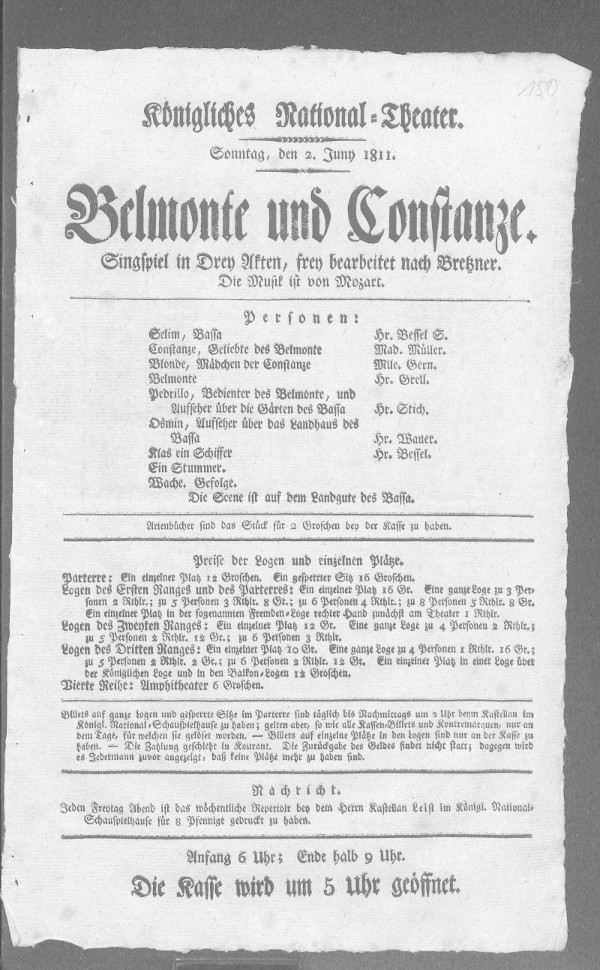 150
Königliches National-Theater.
Sonntag, den 2. Juny 1811.
Belmonte und Constanze.
Singspiel in Drey Akten, frey bearbeitet nach Bretzner.
Die Musik ist von Mozart.
Personen:
Selim, Bassa Hr. Bessel S.
Constanze, Geliebte des Belmonte Mad. Müller.
Blonde, Mädchen der Constanze Mlle. Gern.
Belmonte Hr. Grell.
Pedrillo, Bedienter des Belmonte, und
Aufseher über die Gärten des Bassa Hr. Stich.
Osmin, Aufseher über das Landhaus des
Bassa Hr. Wauer.
Klas ein Schiffer Hr. Bessel.
Ein Stummer.
Wache. Gefolge.
Die Scene ist auf dem Landgute des Bassa.
Arienbücher sind das Stück für 2 Groschen bey der Kasse zu haben.
Preise der Logen und einzelnen Plätze.
Parterre: Ein einzelner Platz 12 Groschen. Ein gesperrter Sitz 16 Groschen.
Logen des Ersten Ranges und des Parterres: Ein einzelner Platz 16 Gr. Eine ganze Loge zu 3 Per-
sonen 2 Rthlr.; zu 5 Personen 3 Rthlr. 8 Gr.; zu 6 Personen 4 Rthlr.; zu 8 Personen 5 Rthlr. 8 Gr.
Ein einzelner Platz in der sogenannten Fremden-Loge rechter Hand zunächst am Theater 1 Rthlr.
Logen des Zweyten Ranges: Ein einzelner Platz 12 Gr. Eine ganze Loge zu 4 Personen 2 Rthlr.;
zu 5 Personen 2 Rthlr. 12 Gr.; zu 6 Personen 3 Rthlr.
Logen des Dritten Ranges: Ein einzelner Platz 10 Gr. Eine ganze Loge zu 4 Personen 1 Rthlr. 16 Gr.;
zu 5 Personen 2 Rthlr. 2 Gr.; zu 6 Personen 2 Rthlr. 12 Gr. Ein einzelner Platz in einer Loge über
der Königlichen Loge und in den Balkon-Logen 12 Groschen.
Vierte Reihe: Amphitheater 6 Groschen.
Billets auf ganze Logen und gesperrte Sitze im Parterre sind täglich bis Nachmittags um 2 Uhr beym Kastellan im
Königl. National-Schauspielhause zu haben; gelten aber, so wie alle Kassen-Billets und Kontremarquen, nur an
dem Tage, für welchen sie gelöset worden. — Billets auf einzelne Plätze in den Logen sind nur an der Kasse zu
haben. — Die Zahlung geschieht in Kourant. Die Zurückgabe des Geldes findet nicht statt; dagegen wird
es Jedermann zuvor angezeigt, daß keine Plätze mehr zu haben sind.
Nachricht.
Jeden Freytag Abend ist das wöchentliche Repertoir bey dem Herrn Kastellan Leist im Königl. National-
Schauspielhause für 8 Pfennige gedruckt zu haben.
Anfang 6 Uhr; Ende halb 9 Uhr.
Die Kasse wird um 5 Uhr geöffnet.